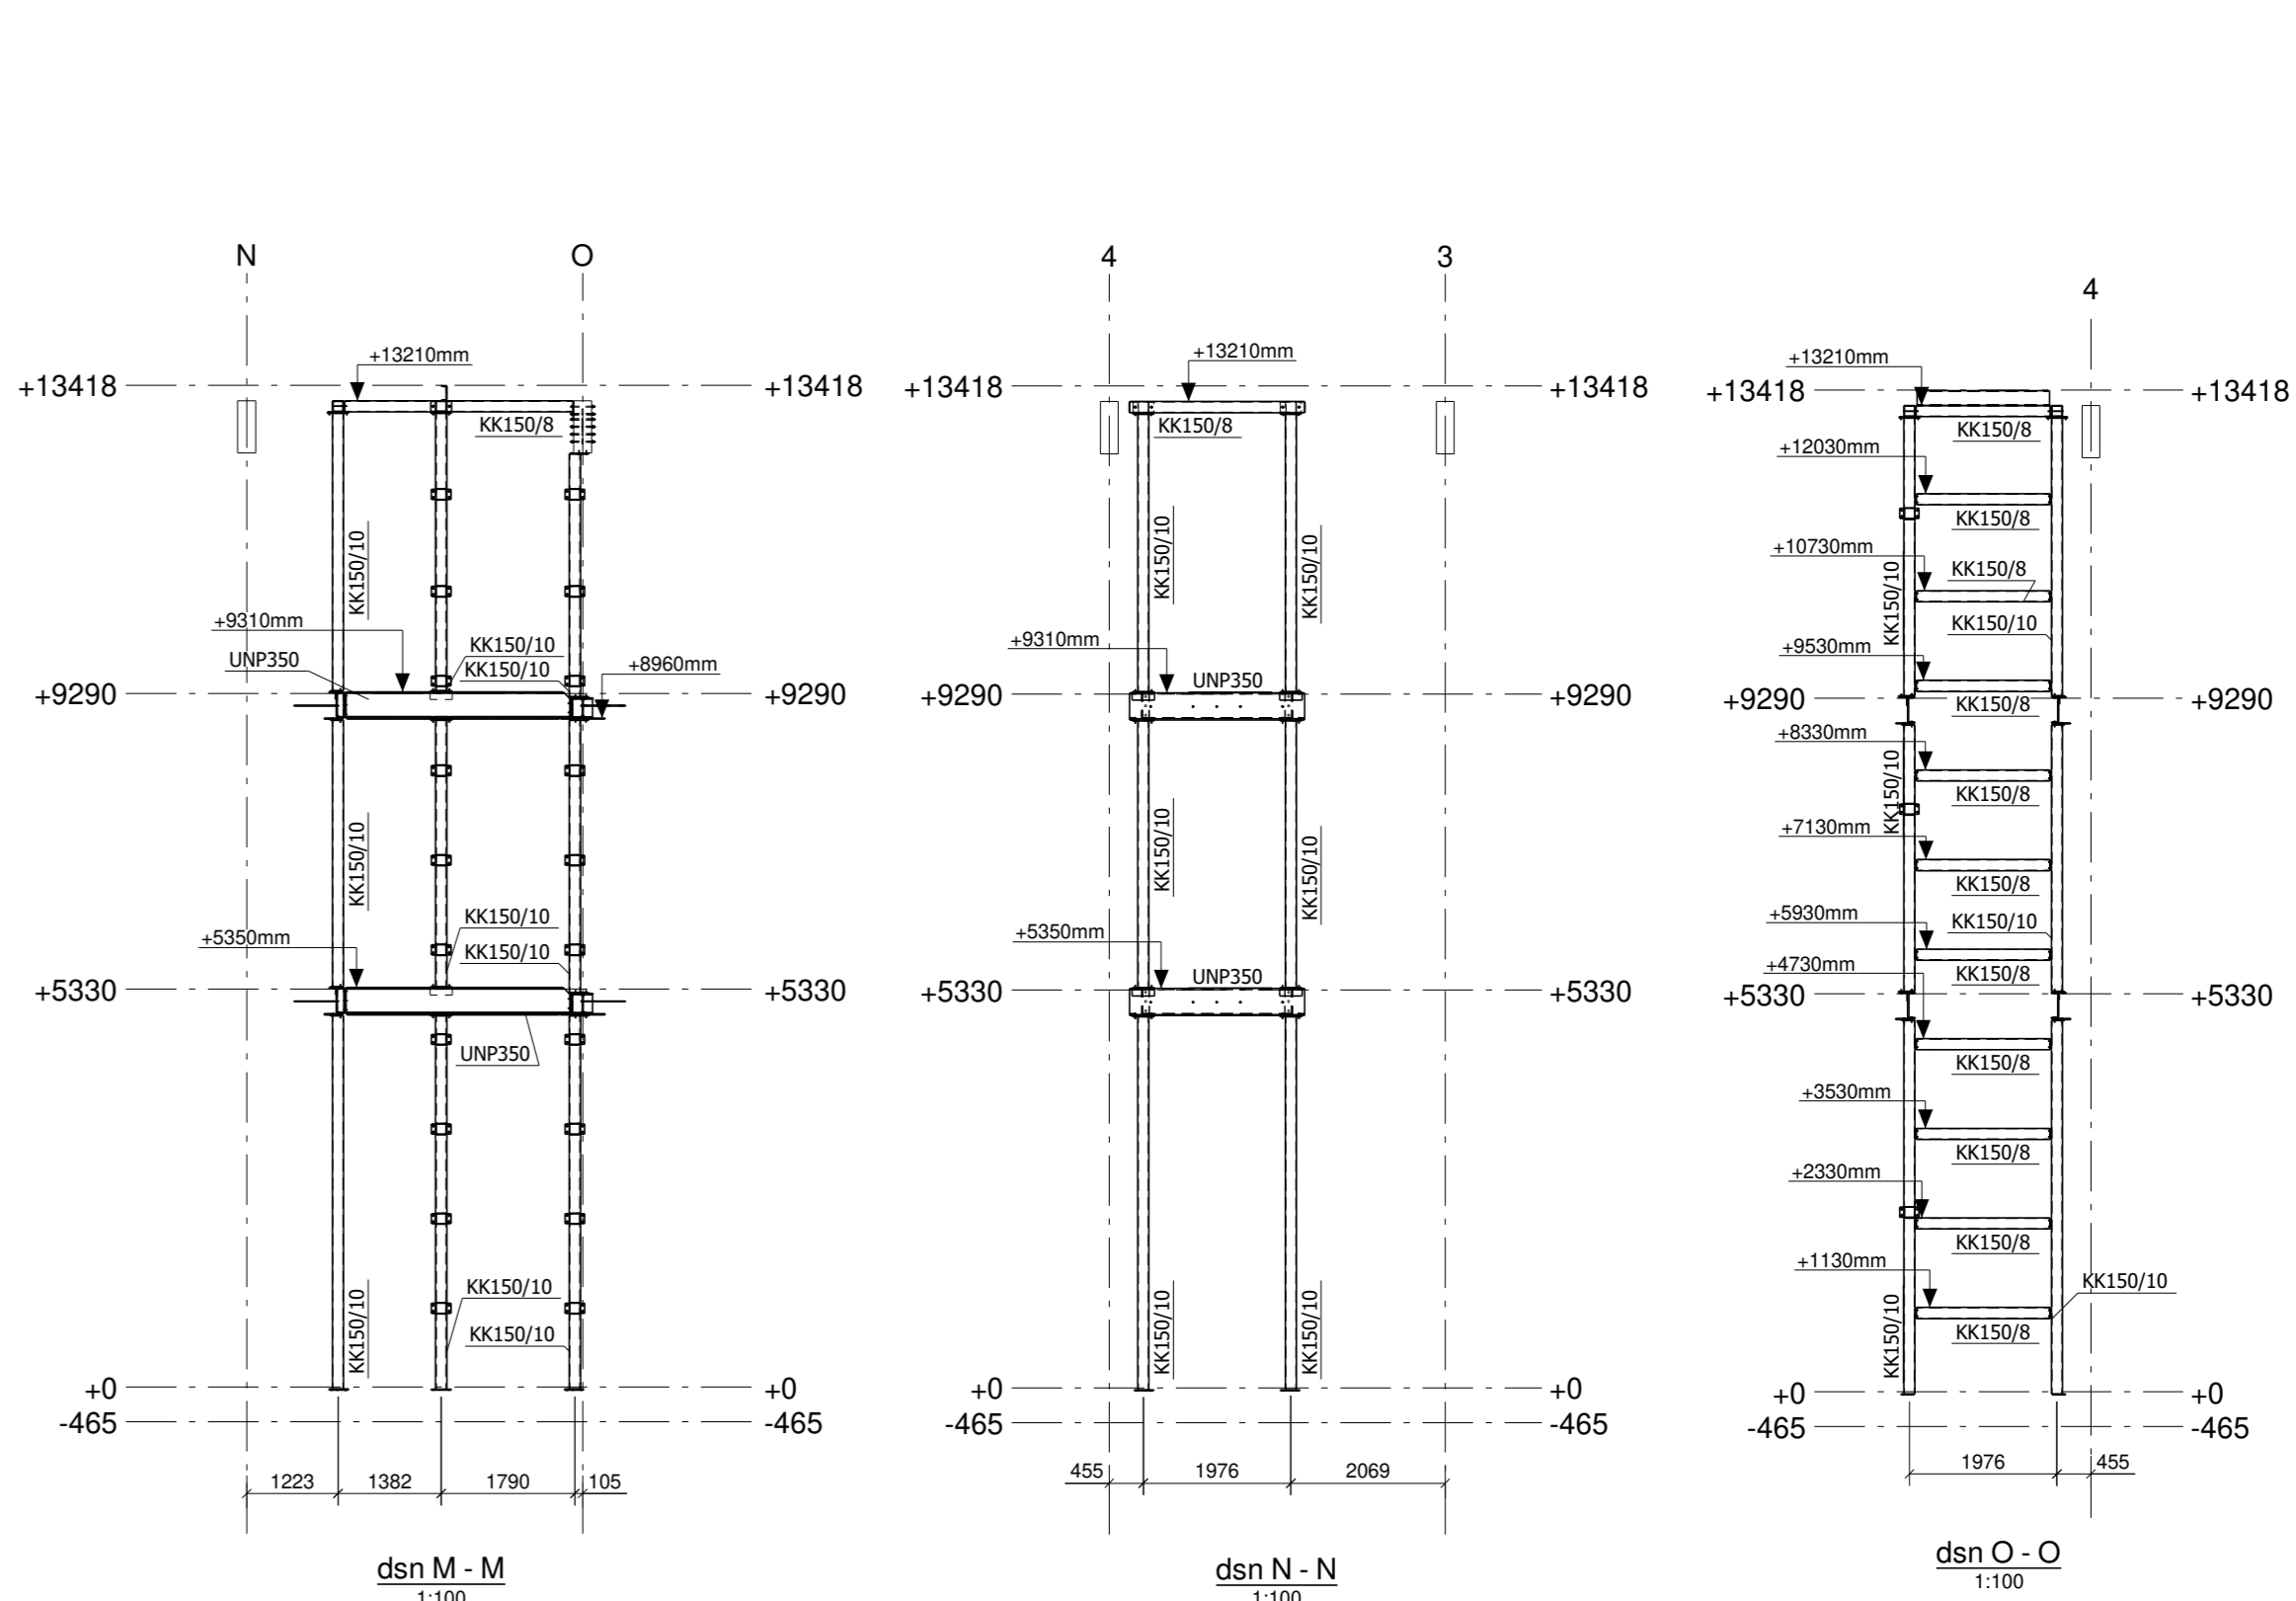 N
O
+13210mm
+13418
+13418
KK150/8
KK150/10
+9310mm
UNP350
KK150/10
KK150/10
+8960mm
+9290
+9290
KK150/10
KK150/10
KK150/10
+5350mm
+5330
+5330
UNP350
KK150/10
KK150/10
KK150/10
+0
+0
-465
-465
1223
1382
1790
105
dsn M - M
1:100
4
3
+13210mm
+13418
+13418
KK150/8
KK150/10
KK150/10
+9310mm
UNP350
+9290
+9290
KK150/10
KK150/10
+5350mm
UNP350
+5330
+5330
KK150/10
KK150/10
+0
+0
-465
-465
455
1976
2069
dsn N - N
1:100
4
+13210mm
+13418
+13418
KK150/8
+12030mm
KK150/8
+10730mm
KK150/8
KK150/10
KK150/10
+9530mm
+9290
+9290
KK150/8
+8330mm
KK150/10
KK150/8
+7130mm
KK150/8
+5930mm
KK150/10
+4730mm
KK150/8
+5330
+5330
KK150/8
+3530mm
KK150/8
+2330mm
KK150/8
+1130mm
KK150/10
KK150/10
KK150/8
+0
+0
-465
-465
1976
455
dsn O - O
1:100